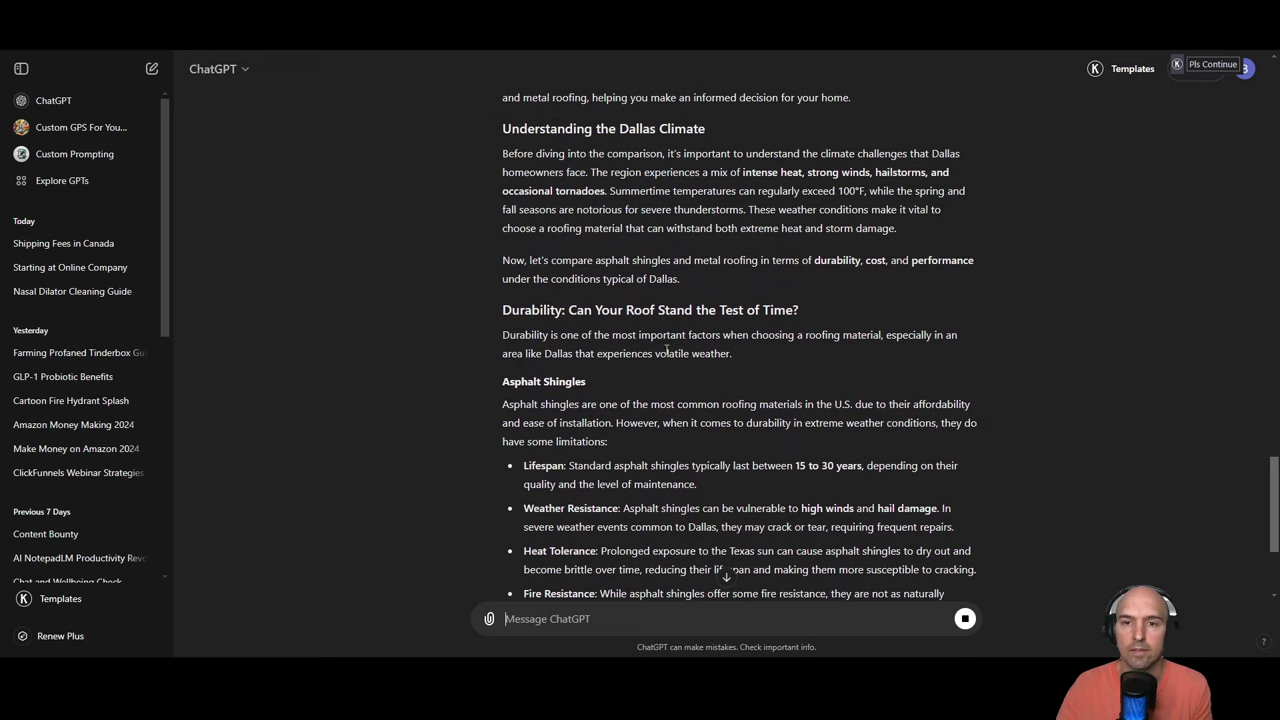 ChatGPT
Templates
Pls Continue
ChatGPT
Custom GPS For You...
Custom Prompting
Explore GPTs
Today
Shipping Fees in Canada
Starting at Online Company
Nasal Dilator Cleaning Guide
Yesterday
Farming Profaned Tinderbox Gu
GLP-1 Probiotic Benefits
Cartoon Fire Hydrant Splash
Amazon Money Making 2024
Make Money on Amazon 2024
ClickFunnels Webinar Strategies
Previous 7 Days
Content Bounty
AI NotepadLM Productivity Revo
Chat and Wellbeing Check
Templates
Renew Plus
and metal roofing, helping you make an informed decision for your home.
Understanding the Dallas Climate
Before diving into the comparison, it's important to understand the climate challenges that Dallas
homeowners face. The region experiences a mix of intense heat, strong winds, hailstorms, and
occasional tornadoes. Summertime temperatures can regularly exceed 100°F, while the spring and
fall seasons are notorious for severe thunderstorms. These weather conditions make it vital to
choose a roofing material that can withstand both extreme heat and storm damage.
Now, let's compare asphalt shingles and metal roofing in terms of durability, cost, and performance
under the conditions typical of Dallas.
Durability: Can Your Roof Stand the Test of Time?
Durability is one of the most important factors when choosing a roofing material, especially in an
area like Dallas that experiences volatile weather.
Asphalt Shingles
Asphalt shingles are one of the most common roofing materials in the U.S. due to their affordability
and ease of installation. However, when it comes to durability in extreme weather conditions, they do
have some limitations:
• Lifespan: Standard asphalt shingles typically last between 15 to 30 years, depending on their
quality and the level of maintenance.
• Weather Resistance: Asphalt shingles can be vulnerable to high winds and hail damage. In
severe weather events common to Dallas, they may crack or tear, requiring frequent repairs.
• Heat Tolerance: Prolonged exposure to the Texas sun can cause asphalt shingles to dry out and
become brittle over time, reducing their lifespan and making them more susceptible to cracking.
• Fire Resistance: While asphalt shingles offer some fire resistance, they are not as naturally
Message ChatGPT
ChatGPT can make mistakes. Check important info.
?